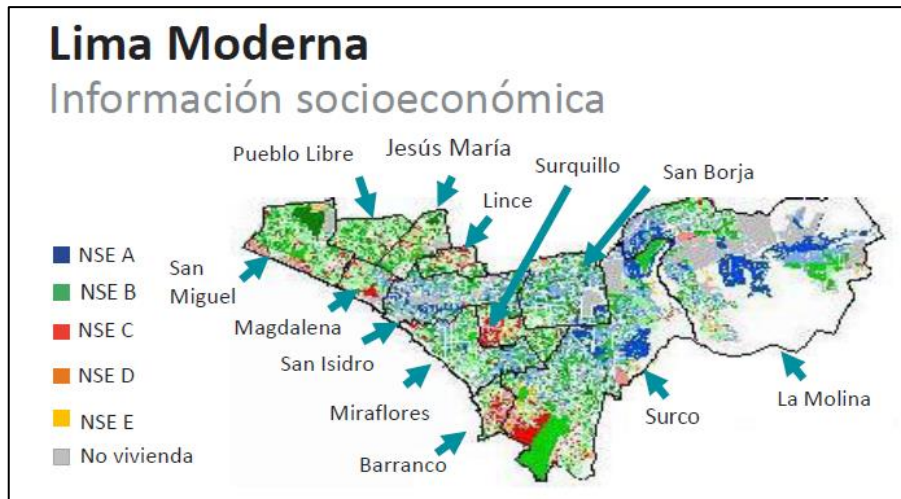 Lima Moderna
Información socioeconómica
Pueblo Libre
Jesús María
Surquillo
San Borja
Lince
NSE A
NSE B
NSE C
NSE D
NSE E
No vivienda
San
Miguel
Magdalena
San Isidro
Miraflores
Barranco
Surco
La Molina